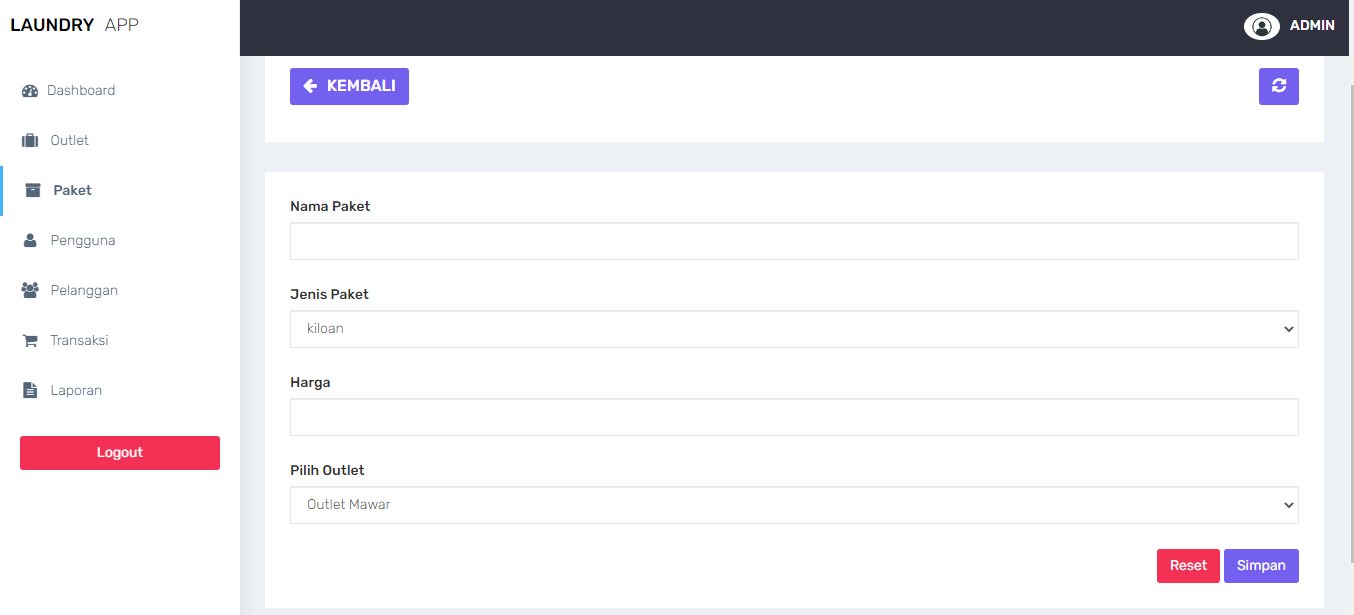 LAUNDRY APP
ADMIN
Dashboard
Outlet
Paket
Pengguna
Pelanggan
Transaksi
Laporan
Logout
KEMBALI
Nama Paket
Jenis Paket
kiloan
Harga
Pilih Outlet
Outlet Mawar
Reset Simpan